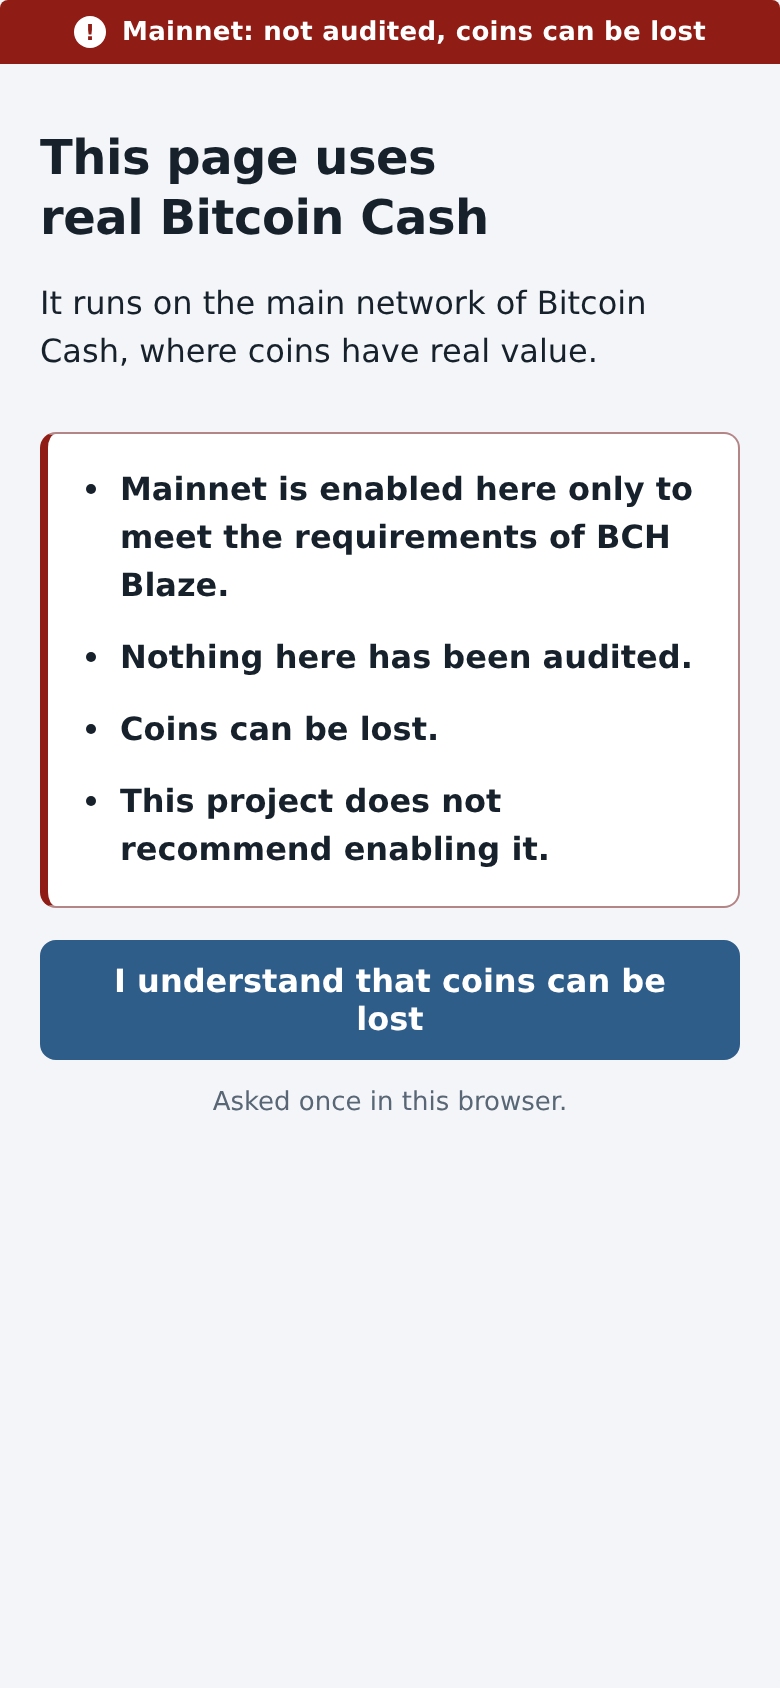 ! Mainnet: not audited, coins can be lost
This page uses
real Bitcoin Cash
It runs on the main network of Bitcoin
Cash, where coins have real value.
• Mainnet is enabled here only to
meet the requirements of BCH
Blaze.
• Nothing here has been audited.
• Coins can be lost.
• This project does not
recommend enabling it.
I understand that coins can be
lost
Asked once in this browser.